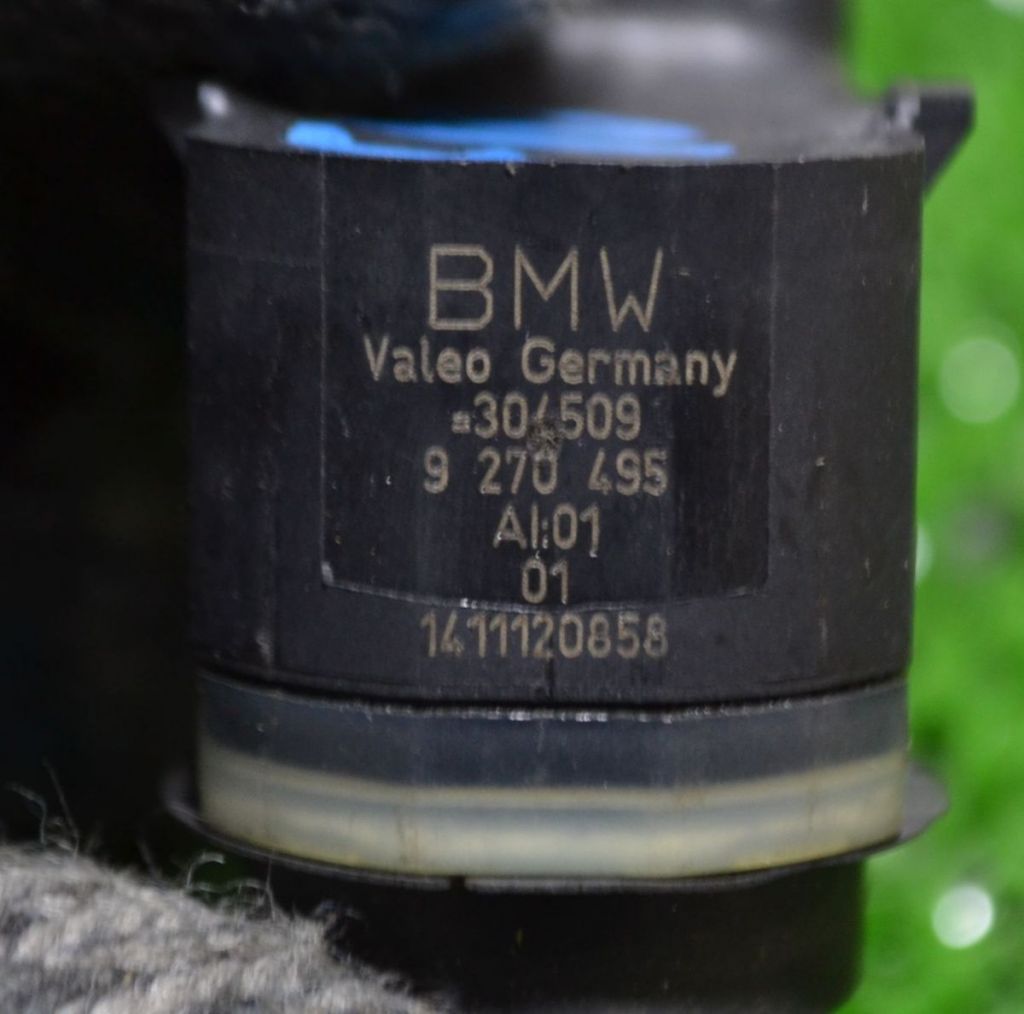 BMW
Valeo Germany
9 270 495
AI:01
01
1411120858